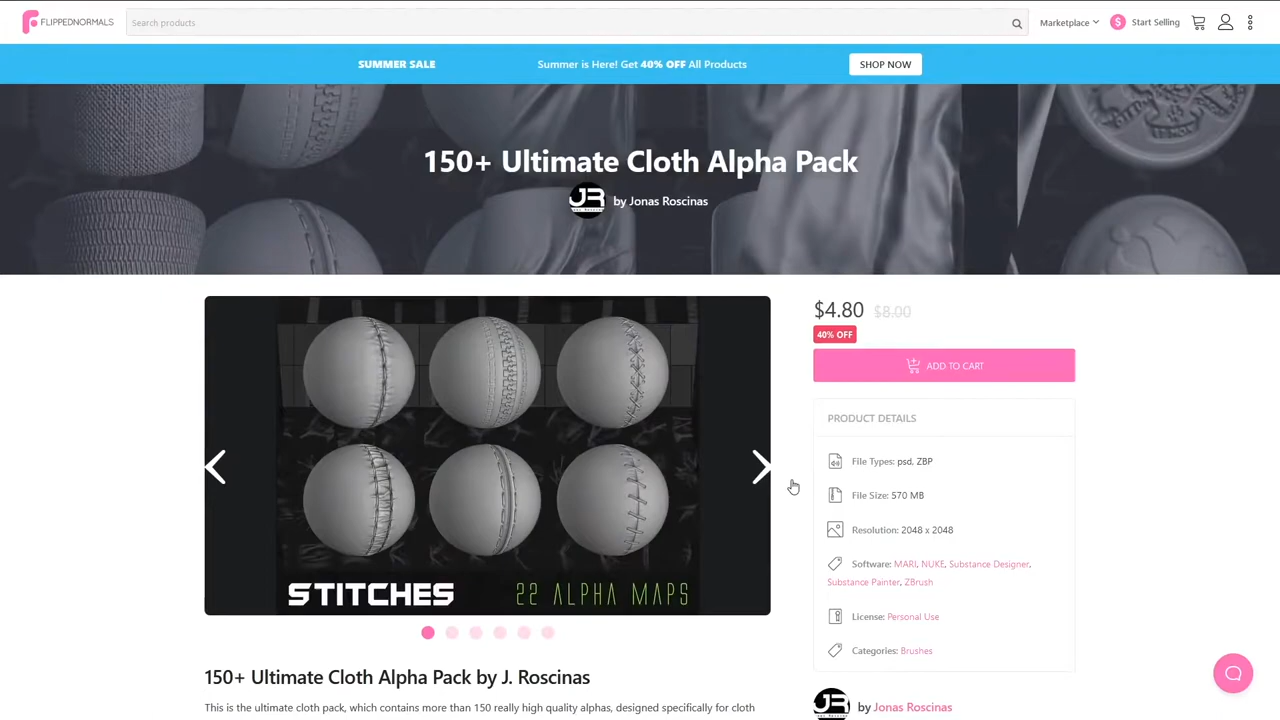 FLIPPEDNORMALS
Search products
Marketplace
$
Start Selling
SUMMER SALE
Summer is Here! Get 40% OFF All Products
SHOP NOW
150+ Ultimate Cloth Alpha Pack
JR
by Jonas Roscinas
$4.80 $8.00
40% OFF
ADD TO CART
STITCHES
22 ALPHA MAPS
PRODUCT DETAILS
File Types: psd, ZBP
File Size: 570 MB
Resolution: 2048 x 2048
Software: MARI, NUKE, Substance Designer,
Substance Painter, ZBrush
License: Personal Use
Categories: Brushes
JR
by Jonas Roscinas
150+ Ultimate Cloth Alpha Pack by J. Roscinas
This is the ultimate cloth pack, which contains more than 150 really high quality alphas, designed specifically for cloth